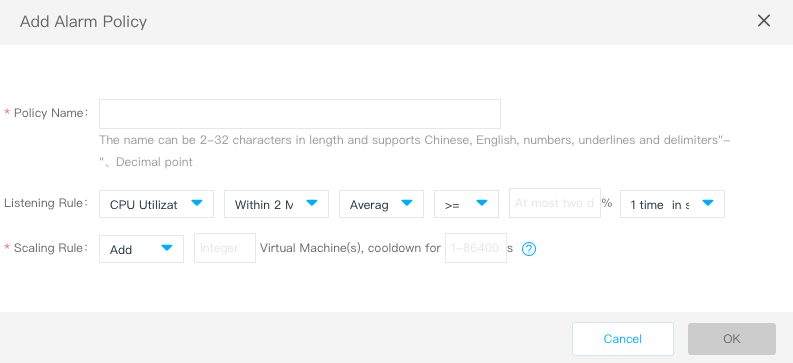 Add Alarm Policy
* Policy Name:
The name can be 2-32 characters in length and supports Chinese, English, numbers, underlines and delimiters"-
"、Decimal point
Listening Rule: CPU Utilizat Within 2 M Averag >= At most two d % 1 time in s
* Scaling Rule: Add Integer Virtual Machine(s), cooldown for 1-86400 s ?
Cancel OK